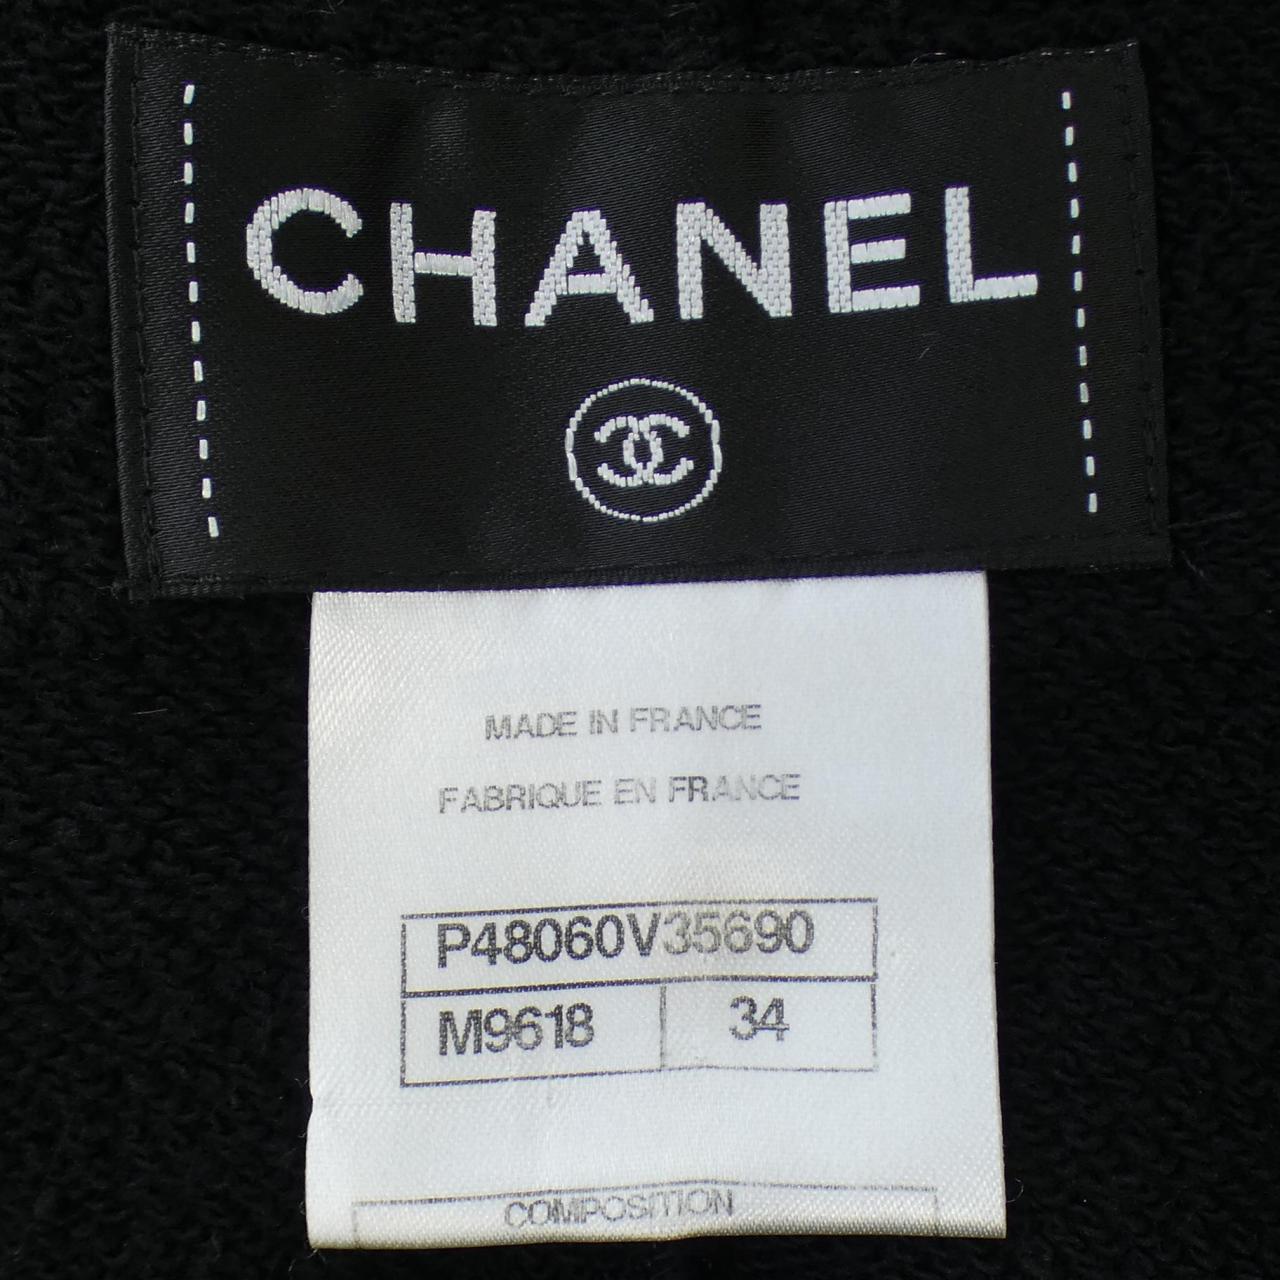 CHANEL
MADE IN FRANCE
FABRIQUE EN FRANCE
P48060V35690
M9618 34
COMPOSITION